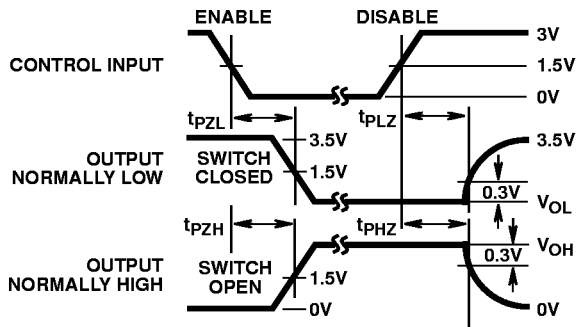 ENABLE DISABLE
3V
CONTROL INPUT 1.5V
0V
tPZL tPLZ
3.5V 3.5V
OUTPUT NORMALLY LOW
SWITCH CLOSED
1.5V
0.3V
VOL
tPZH tPHZ
VOH
0.3V
OUTPUT NORMALLY HIGH
SWITCH OPEN
1.5V
0V 0V